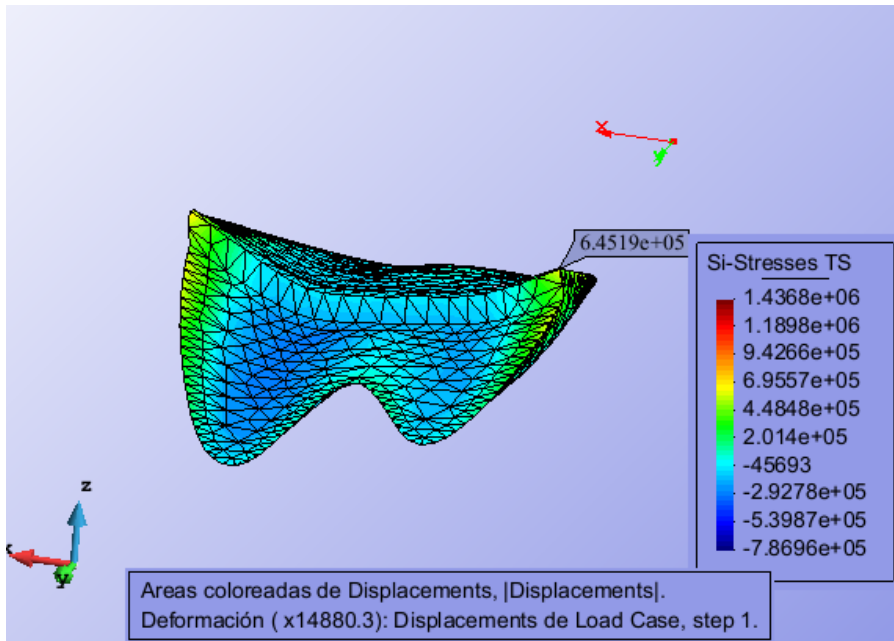 X
y
6.4519e+05
Si-Stresses TS
1.4368e+06
1.1898e+06
9.4266e+05
6.9557e+05
4.4848e+05
2.014e+05
-45693
-2.9278e+05
-5.3987e+05
-7.8696e+05
z
x
y
Areas coloreadas de Displacements, |Displacements|.
Deformación ( x14880.3): Displacements de Load Case, step 1.